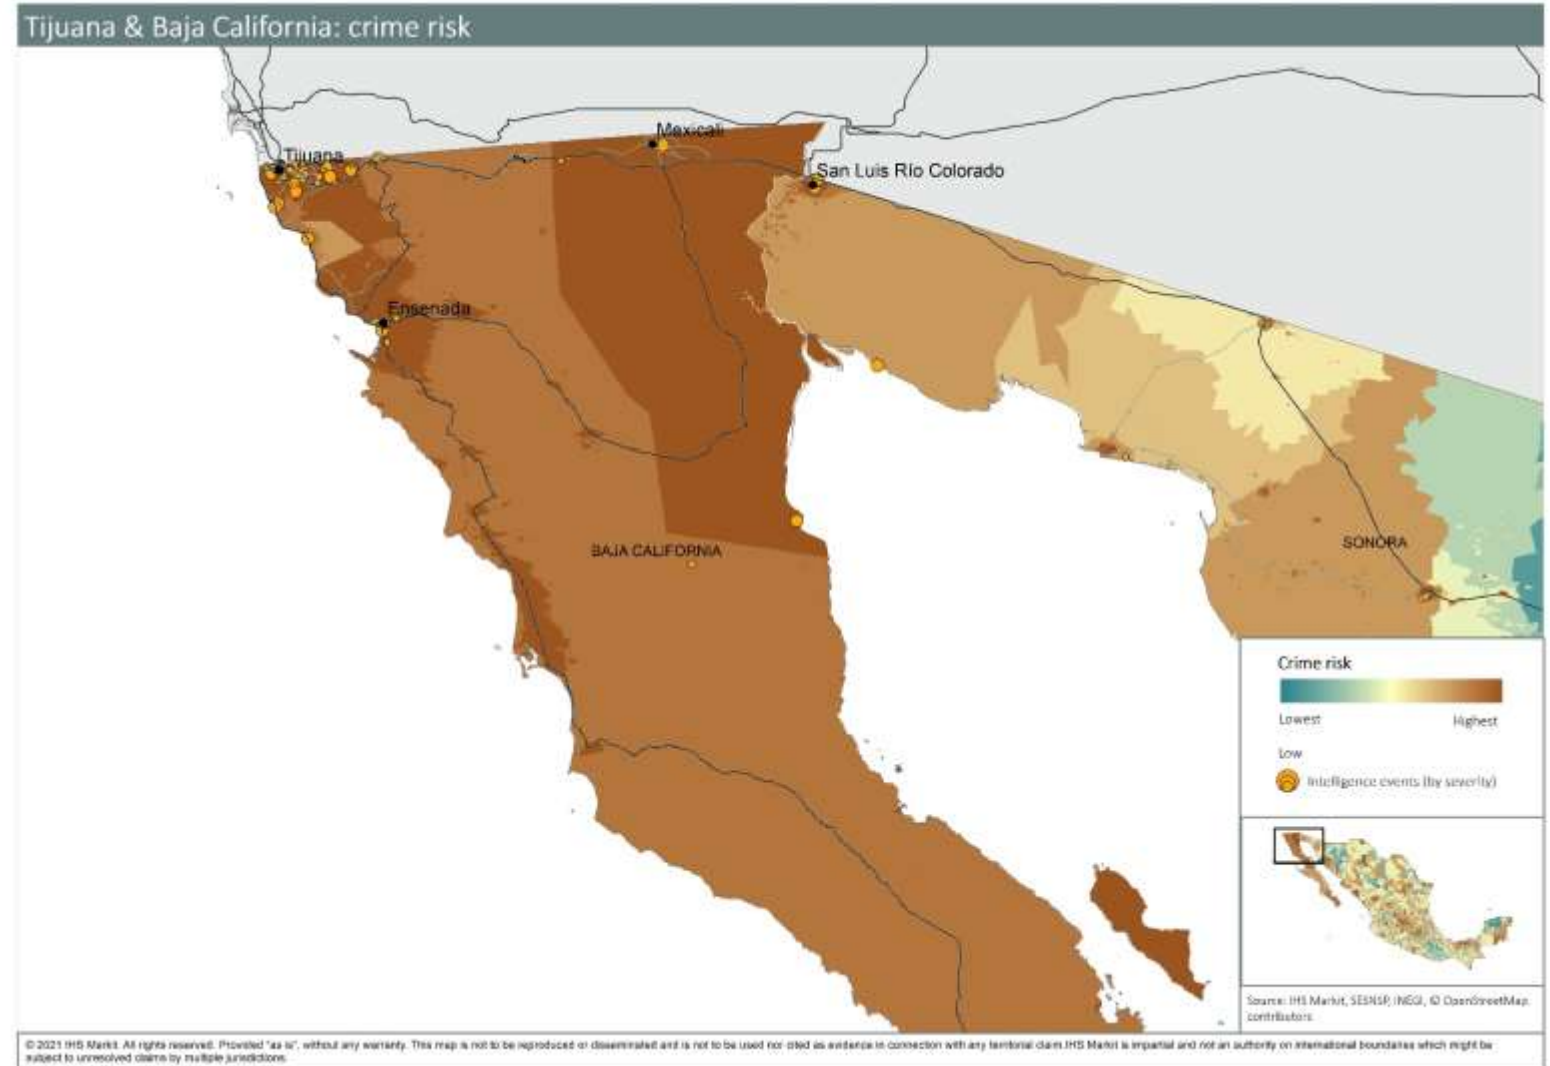 Tijuana & Baja California: crime risk
Mexicali
Tijuana
San Luis Río Colorado
Ensenada
BAJA CALIFORNIA
SONORA
Crime risk
Lowest
Highest
Low
Intelligence events (by severity)
Source: IHS Markit, SESNSP, INEGI, © OpenStreetMap
contributors
© 2021 IHS Markit. All rights reserved. Provided "as is", without any warranty. This map is not to be reproduced or disseminated and is not to be used nor cited as evidence in connection with any territorial claim.IHS Markit is impartial and not an authority on international boundaries which might be
subject to unresolved claims by multiple jurisdictions.